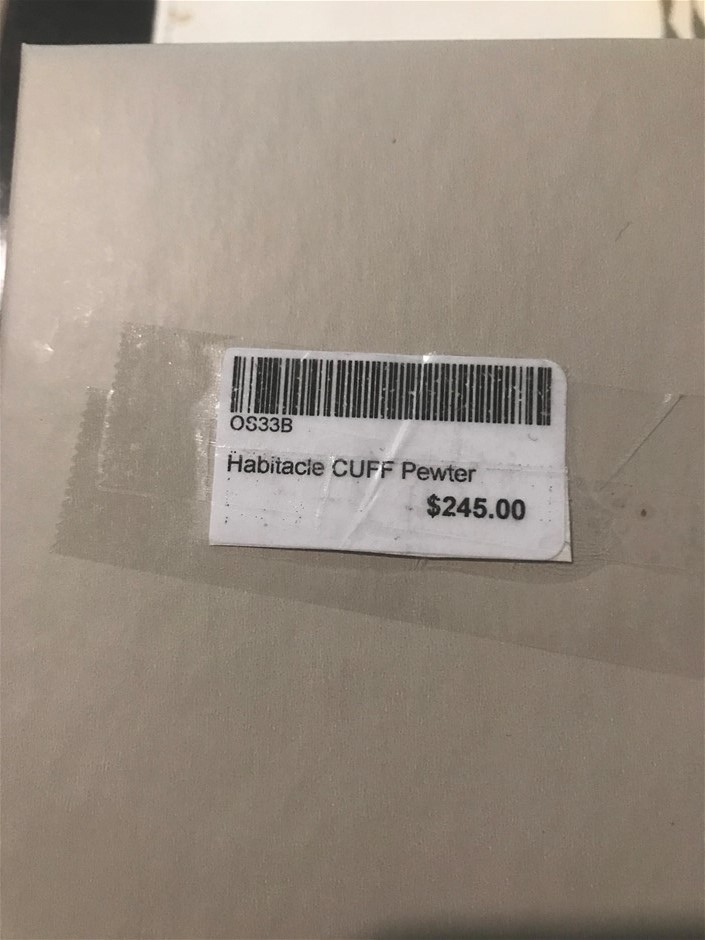 OS33B
Habitacle CUFF Pewter
$245.00